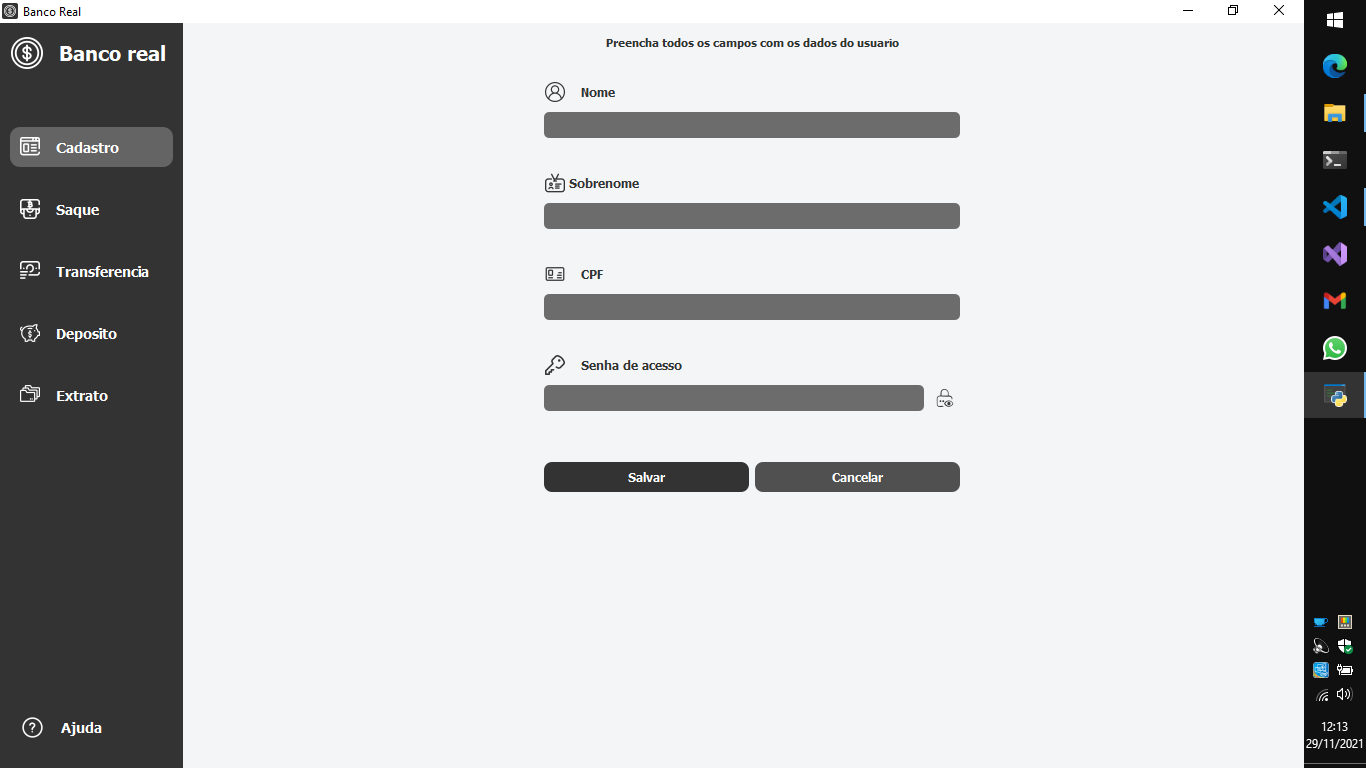 Banco Real
Banco real
Cadastro
Saque
Transferencia
Deposito
Extrato
Ajuda
Preencha todos os campos com os dados do usuario
Nome
Sobrenome
CPF
Senha de acesso
Salvar
Cancelar
12:13
29/11/2021